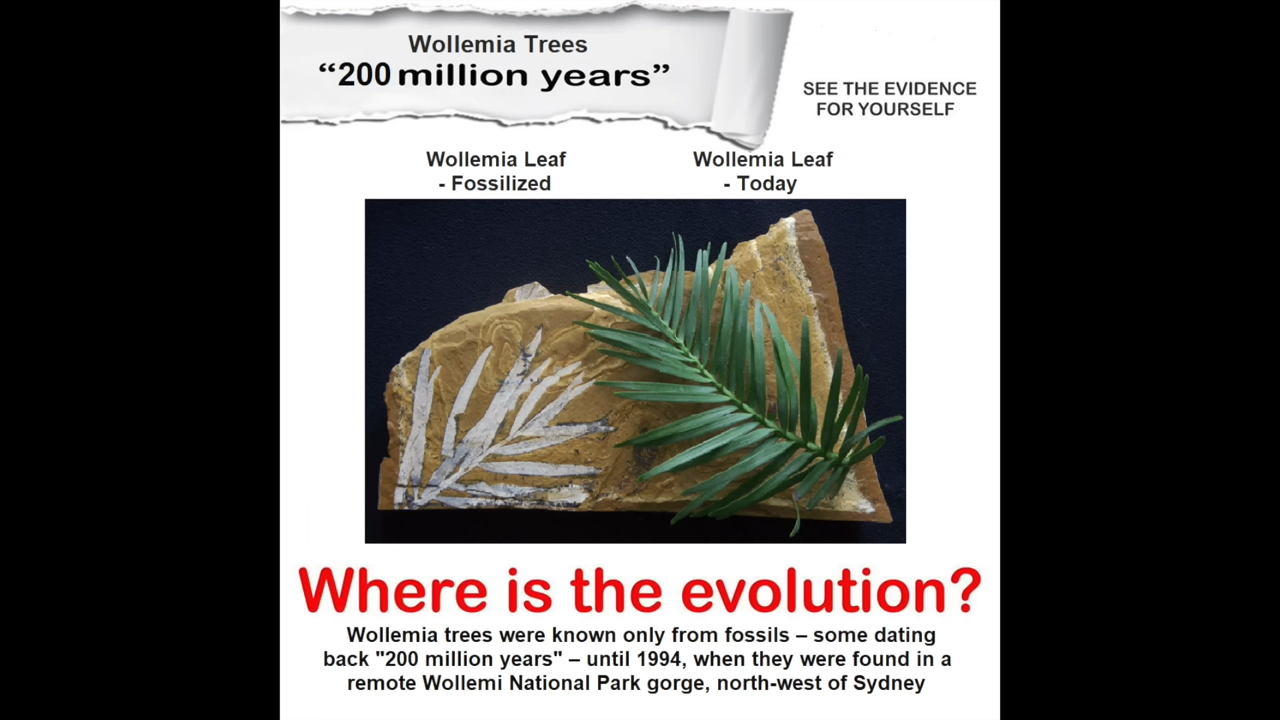 Wollemia Trees
“200 million years”
SEE THE EVIDENCE
FOR YOURSELF
Wollemia Leaf
- Fossilized
Wollemia Leaf
- Today
Where is the evolution?
Wollemia trees were known only from fossils – some dating
back "200 million years" – until 1994, when they were found in a
remote Wollemi National Park gorge, north-west of Sydney